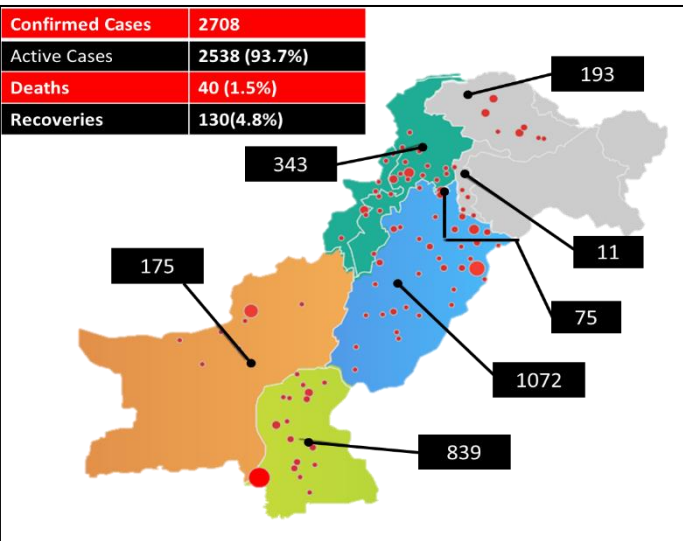 Confirmed Cases 2708
Active Cases 2538 (93.7%)
Deaths 40 (1.5%)
Recoveries 130(4.8%)
193
343
11
175
75
1072
839